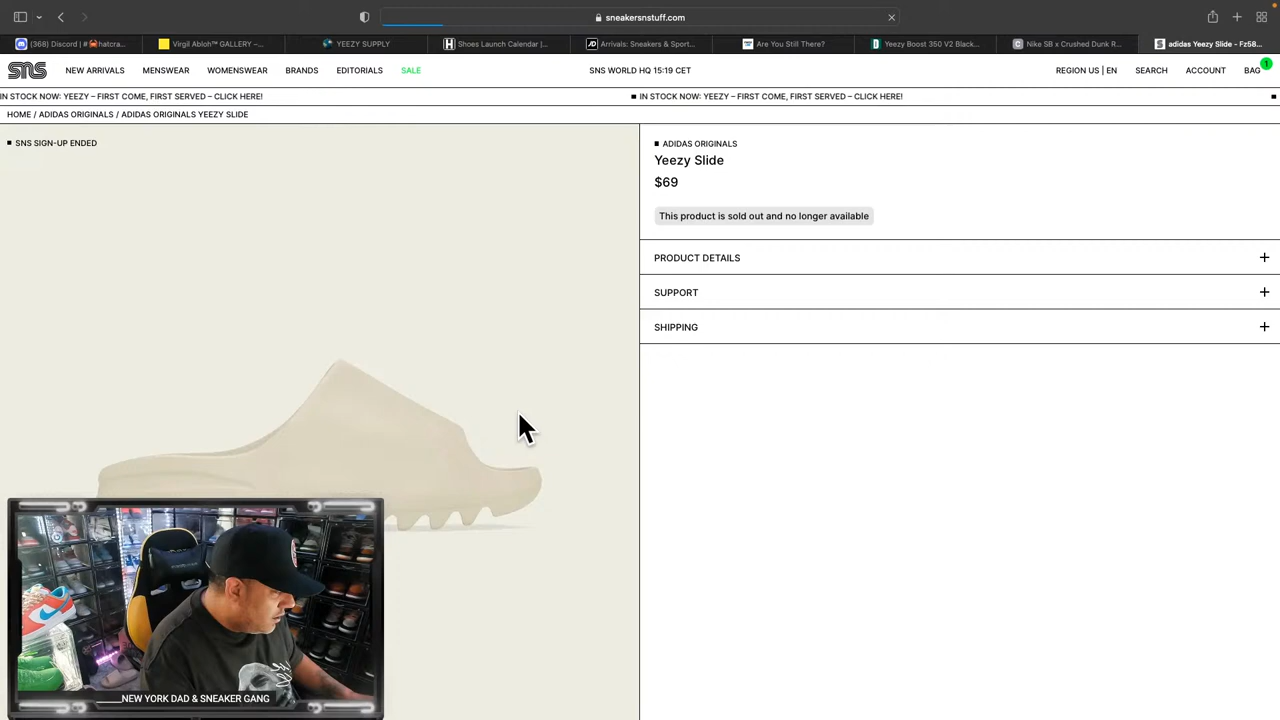 sneakersnstuff.com
(368) Discord | #🦀hatcra...
Virgil Abloh™ GALLERY –...
YEEZY SUPPLY
Shoes Launch Calendar |...
Arrivals: Sneakers & Sport...
Are You Still There?
Yeezy Boost 350 V2 Black...
Nike SB x Crushed Dunk R...
adidas Yeezy Slide - Fz58...
sns
NEW ARRIVALS
MENSWEAR
WOMENSWEAR
BRANDS
EDITORIALS
SALE
SNS WORLD HQ 15:19 CET
REGION US | EN
SEARCH
ACCOUNT
BAG
1
IN STOCK NOW: YEEZY – FIRST COME, FIRST SERVED – CLICK HERE!
IN STOCK NOW: YEEZY – FIRST COME, FIRST SERVED – CLICK HERE!
HOME / ADIDAS ORIGINALS / ADIDAS ORIGINALS YEEZY SLIDE
SNS SIGN-UP ENDED
ADIDAS ORIGINALS
Yeezy Slide
$69
This product is sold out and no longer available
PRODUCT DETAILS
SUPPORT
SHIPPING
NEW YORK DAD & SNEAKER GANG